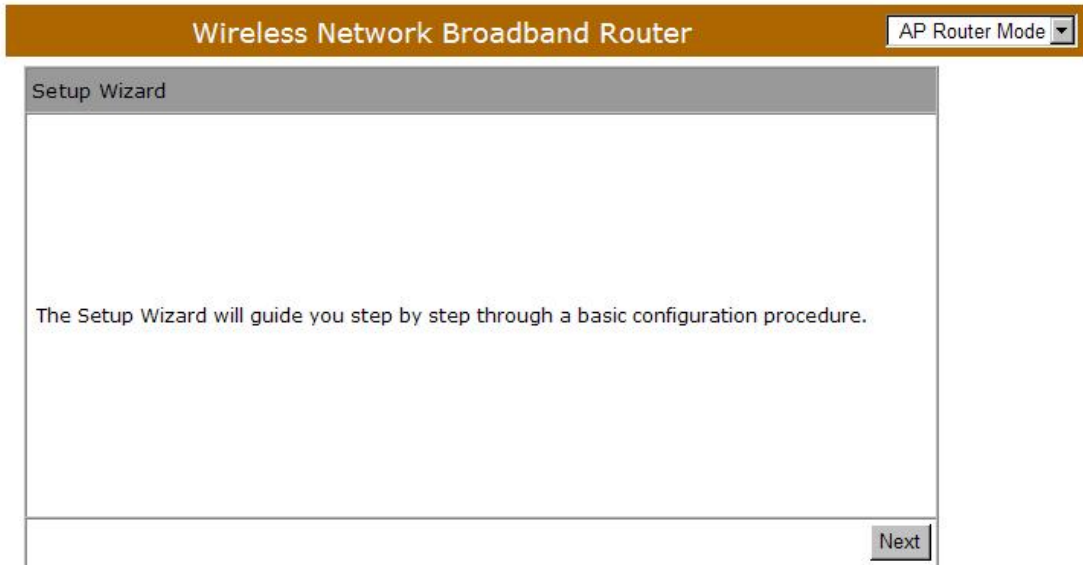 Wireless Network Broadband Router
AP Router Mode
Setup Wizard
The Setup Wizard will guide you step by step through a basic configuration procedure.
Next